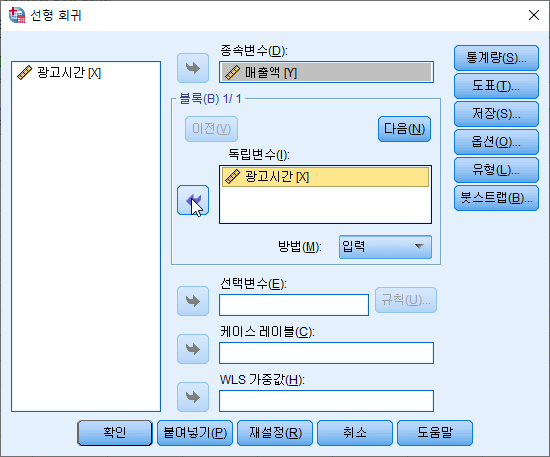 선형 회귀
종속변수(D):
통계량(S)...
광고시간 [X]
매출액 [Y]
도표(T)...
블록(B) 1/ 1
저장(S)...
이전(V)
다음(N)
옵션(O)...
독립변수(I):
유형(L)...
광고시간 [X]
붓스트랩(B)...
방법(M):
입력
선택변수(E):
규칙(U)...
케이스 레이블(C):
WLS 가중값(H):
확인
붙여넣기(P)
재설정(R)
취소
도움말